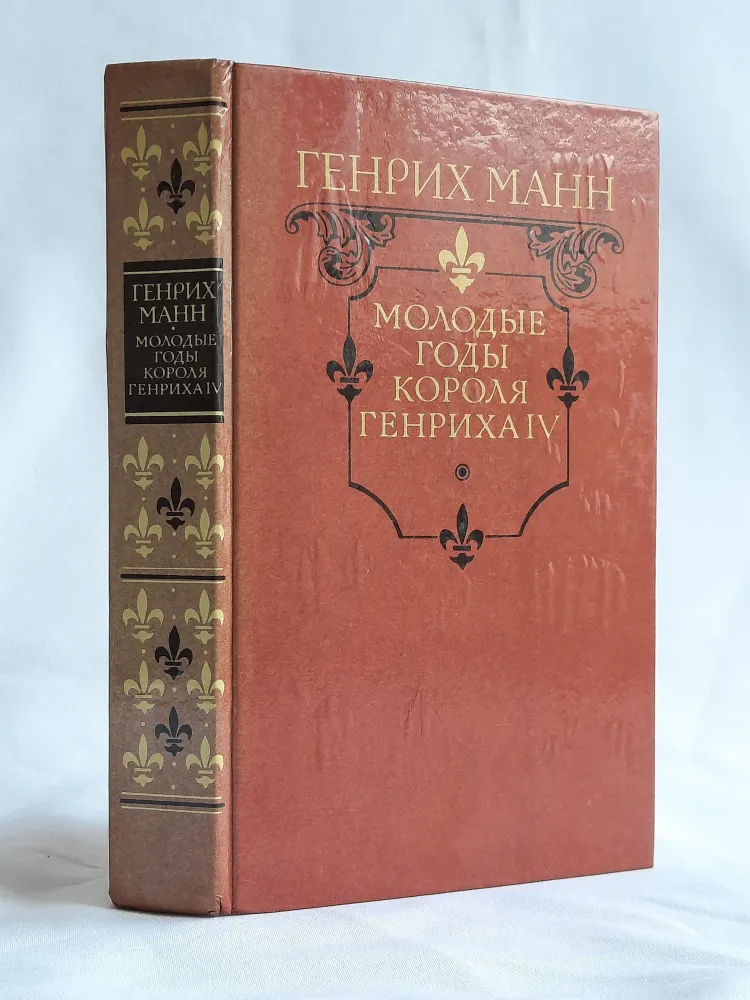 ГЕНРИХ
МАНН
МОЛОДЫЕ
ГОДЫ
КОРОЛЯ
ГЕНРИХА IV
ГЕНРИХ МАНН
МОЛОДЫЕ
ГОДЫ
КОРОЛЯ
ГЕНРИХА IV